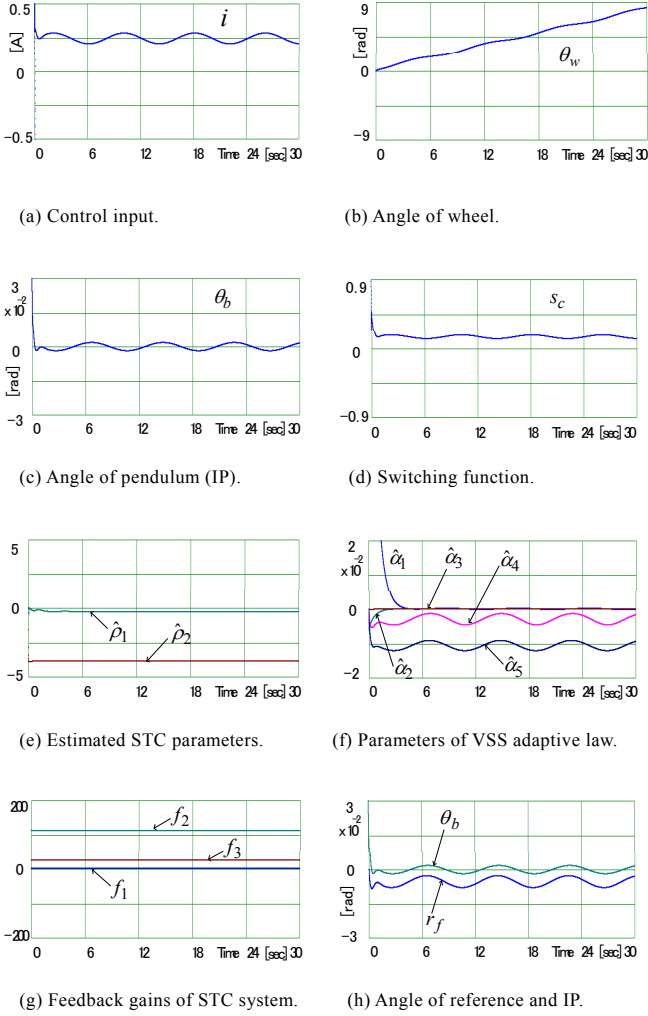 0.5
[A]
0
−0.5
i
0 6 12 18 Time 24 [sec] 30
(a) Control input.
9
[rad]
0
−9
θw
0 6 12 18 Time 24 [sec] 30
(b) Angle of wheel.
3
x10⁻²
0
[rad]
−3
θb
0 6 12 18 Time 24 [sec] 30
(c) Angle of pendulum (IP).
0.9
0
−0.9
sc
0 6 12 18 Time 24 [sec] 30
(d) Switching function.
5
0
−5
ρ̂1
ρ̂2
0 6 12 18 Time 24 [sec] 30
(e) Estimated STC parameters.
2
x10⁻²
0
−2
α̂1 α̂3 α̂4
α̂2 α̂5
0 6 12 18 Time 24 [sec] 30
(f) Parameters of VSS adaptive law.
200
0
−200
f2
f3
f1
0 6 12 18 Time 24 [sec] 30
(g) Feedback gains of STC system.
3
x10⁻²
0
[rad]
−3
θb
rf
0 6 12 18 Time 24 [sec] 30
(h) Angle of reference and IP.